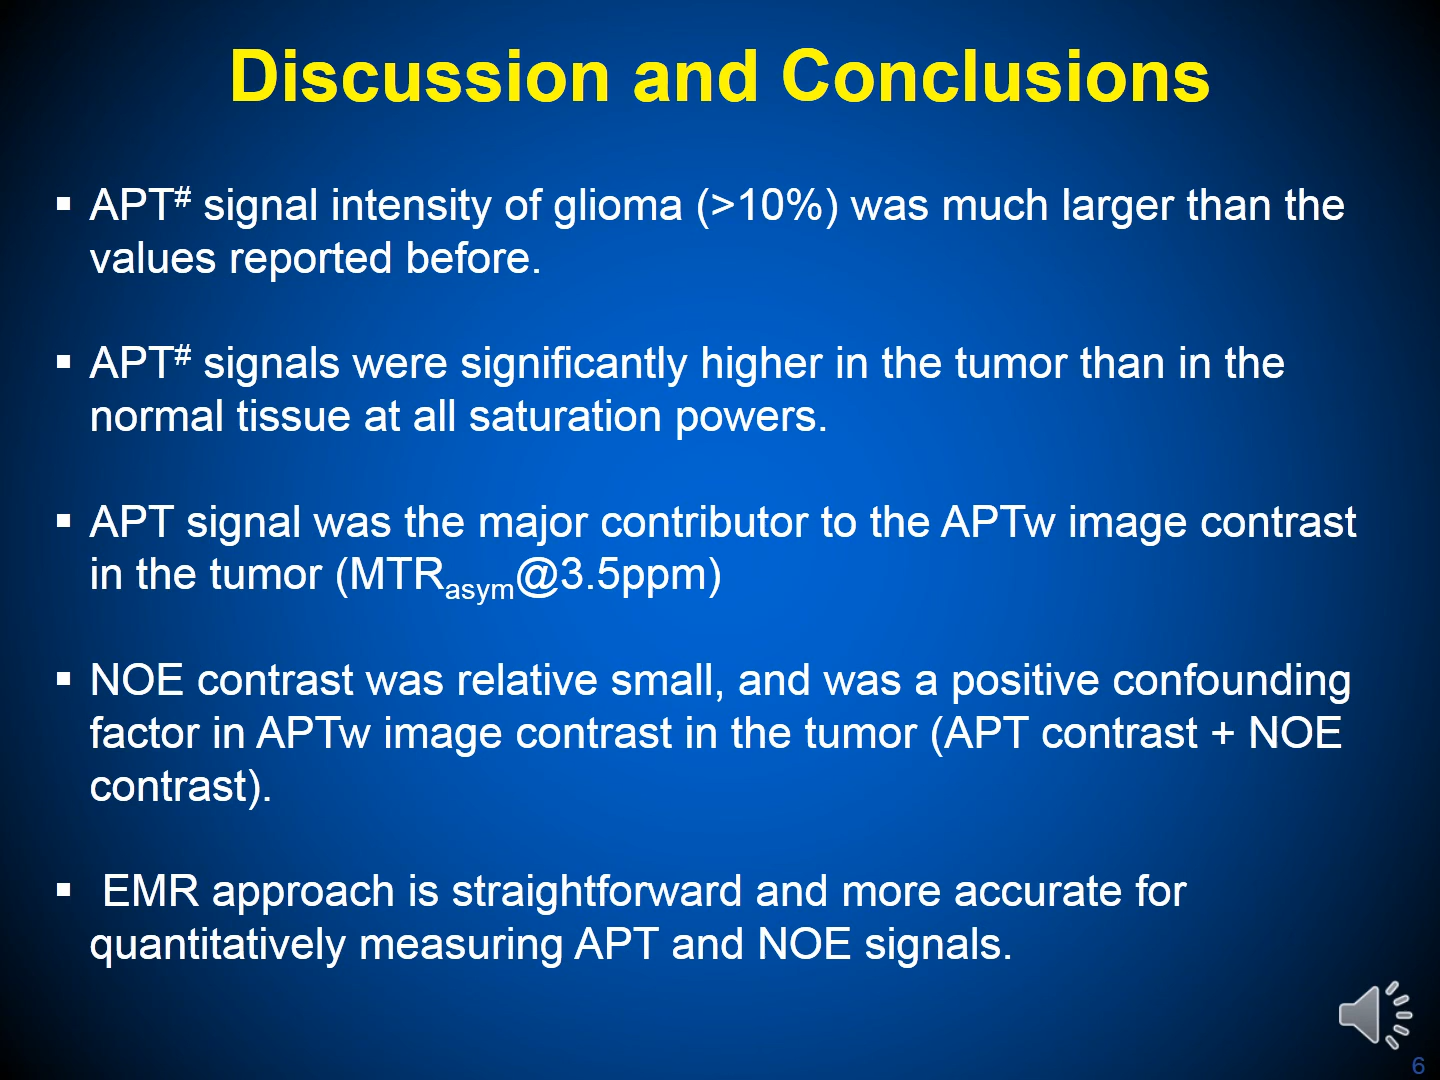 Discussion and Conclusions
▪ APT# signal intensity of glioma (>10%) was much larger than the
values reported before.
▪ APT# signals were significantly higher in the tumor than in the
normal tissue at all saturation powers.
▪ APT signal was the major contributor to the APTw image contrast
in the tumor (MTRasym@3.5ppm)
▪ NOE contrast was relative small, and was a positive confounding
factor in APTw image contrast in the tumor (APT contrast + NOE
contrast).
▪ EMR approach is straightforward and more accurate for
quantitatively measuring APT and NOE signals.
6